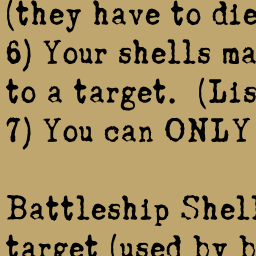 (they have to die
6) Your shells ma
to a target. (Lis
7) You can ONLY
Battleship Shell
target (used by b